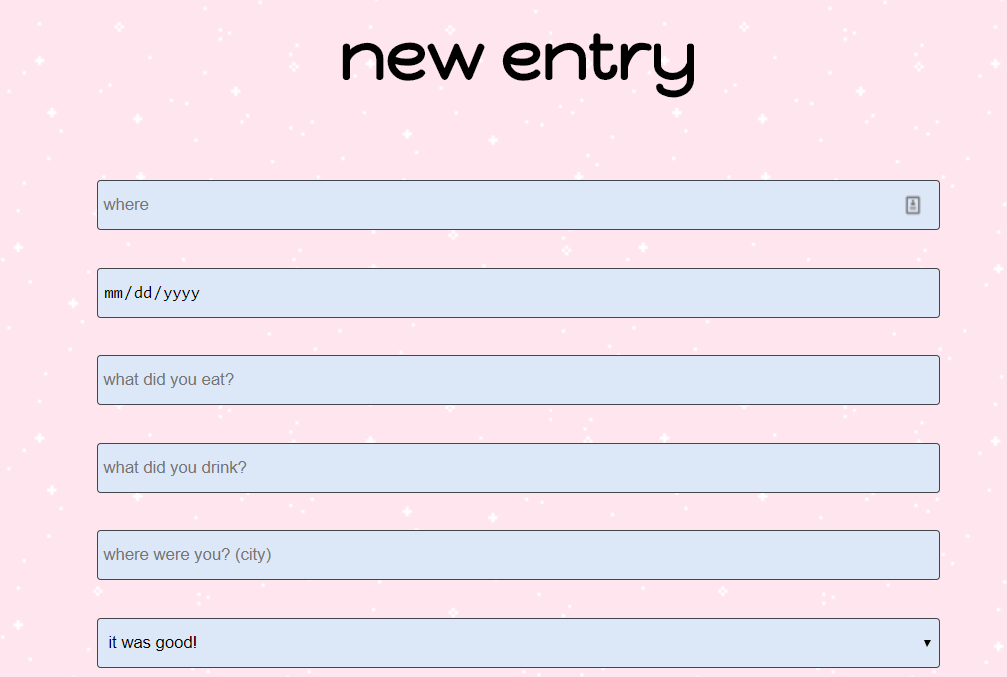 new entry
where
mm/dd/yyyy
what did you eat?
what did you drink?
where were you? (city)
it was good!